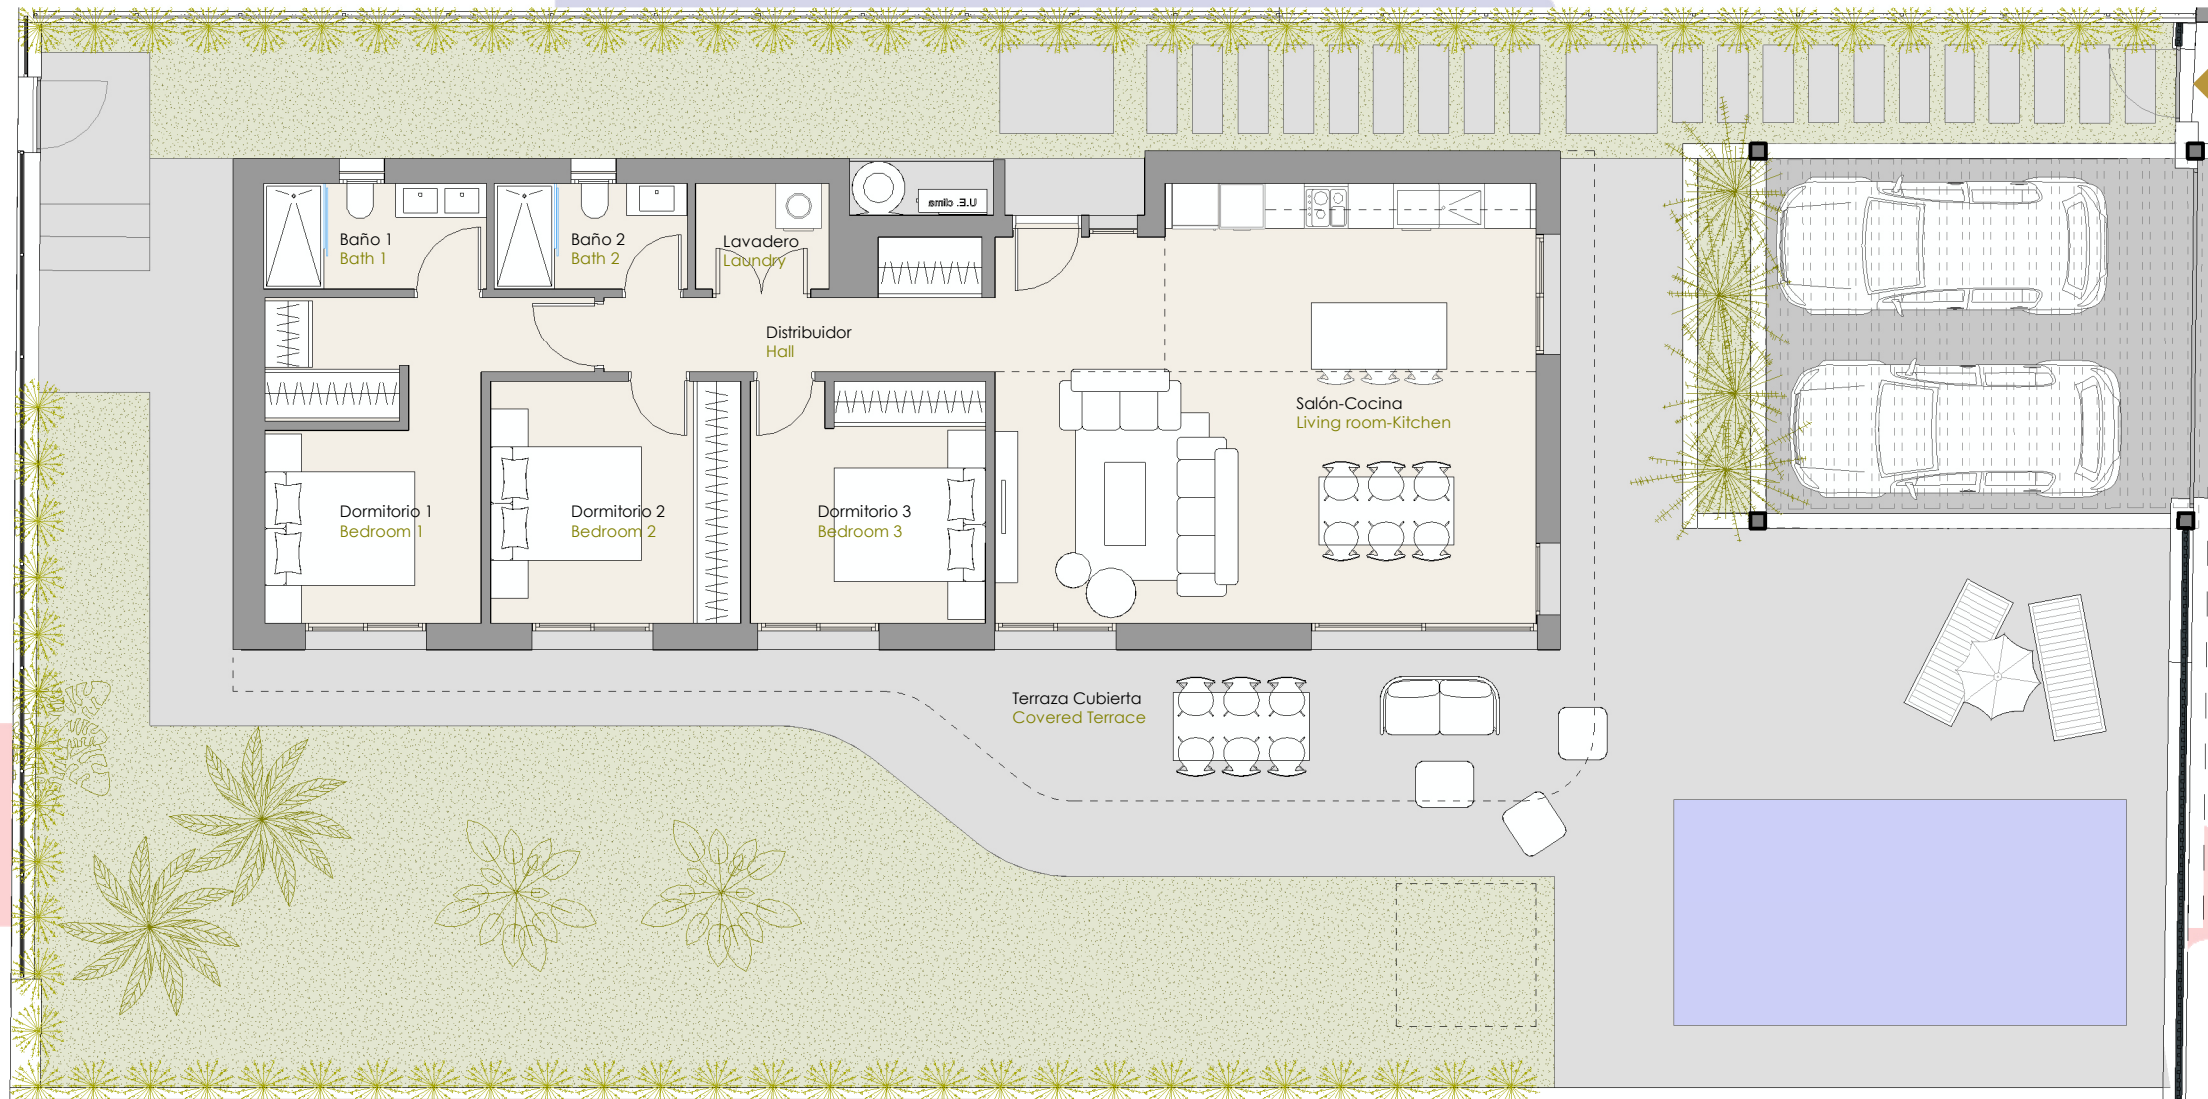 Baño 1
Bath 1
Baño 2
Bath 2
Lavadero
Laundry
U.E. clima
Distribuidor
Hall
Salón-Cocina
Living room-Kitchen
Dormitorio 1
Bedroom 1
Dormitorio 2
Bedroom 2
Dormitorio 3
Bedroom 3
Terraza Cubierta
Covered Terrace